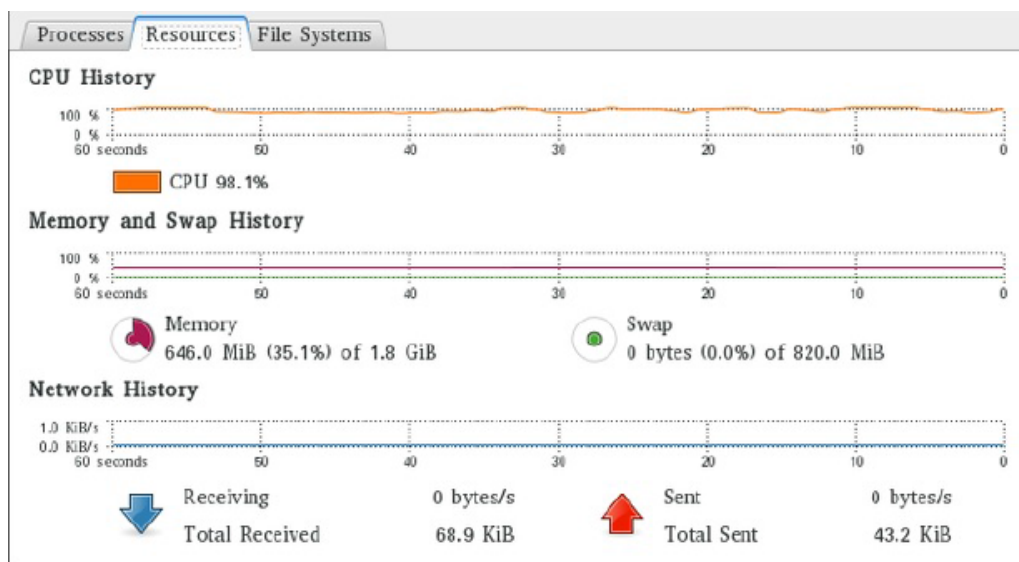 Processes Resources File Systems
CPU History
100 %
0 %
60 seconds 50 40 30 20 10 0
CPU 98.1%
Memory and Swap History
100 %
0 %
60 seconds 50 40 30 20 10 0
Memory Swap
646.0 MiB (35.1%) of 1.8 GiB 0 bytes (0.0%) of 820.0 MiB
Network History
1.0 KiB/s
0.0 KiB/s
60 seconds 50 40 30 20 10 0
Receiving 0 bytes/s Sent 0 bytes/s
Total Received 68.9 KiB Total Sent 43.2 KiB